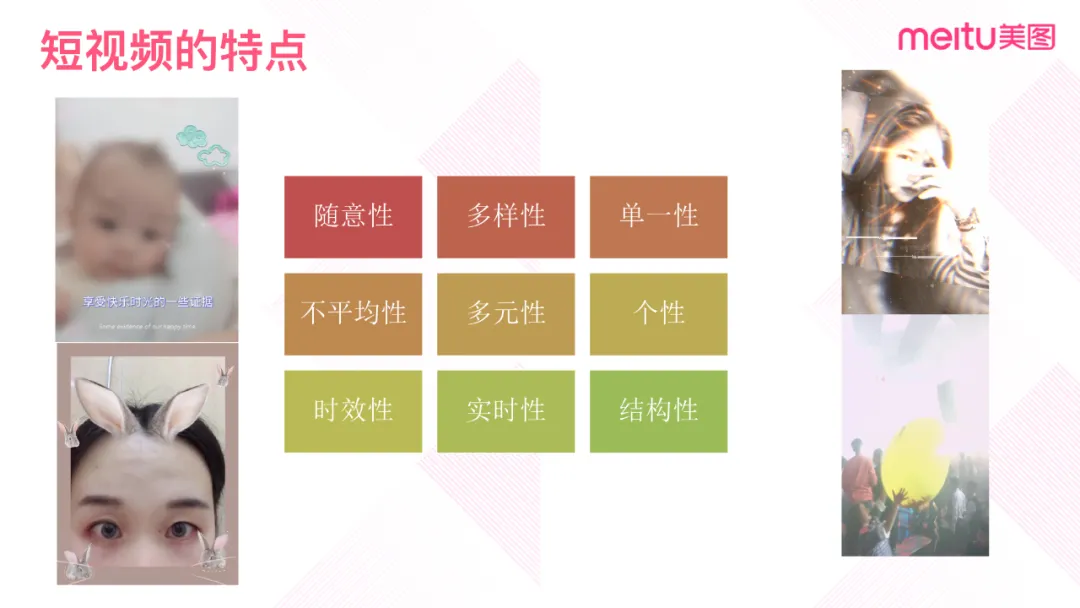 短视频的特点
meitu美图
享受快乐时光的一些证据
Some evidence of our happy time
随意性
多样性
单一性
不平均性
多元性
个性
时效性
实时性
结构性